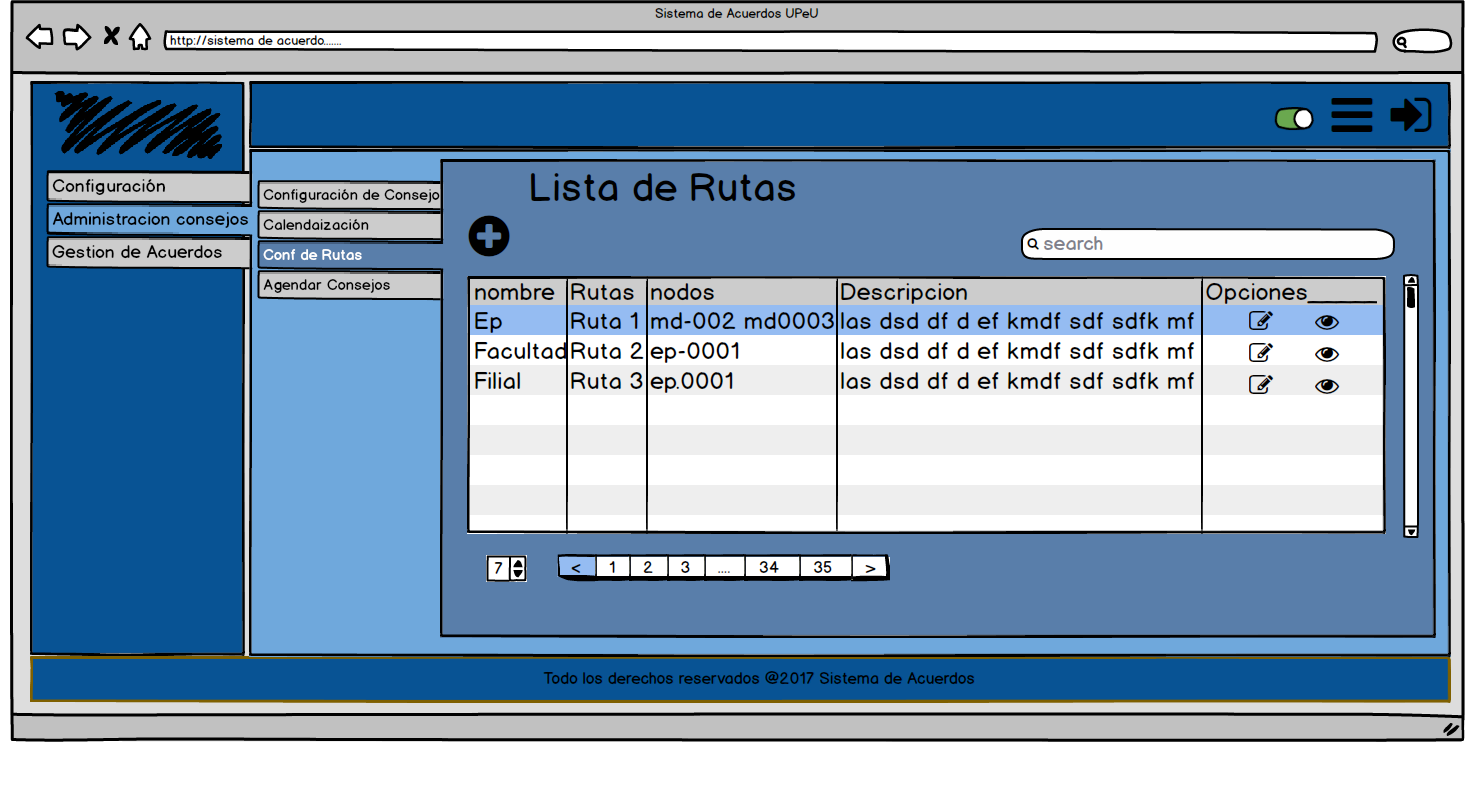 Sistema de Acuerdos UPeU
http://sistema de acuerdo......
Configuración
Administracion consejos
Gestion de Acuerdos
Configuración de Consejo
Calendaización
Conf de Rutas
Agendar Consejos
Lista de Rutas
search
nombre Rutas nodos Descripcion Opciones______
Ep Ruta 1 md-002 md0003 las dsd df d ef kmdf sdf sdfk mf
Facultad Ruta 2 ep-0001 las dsd df d ef kmdf sdf sdfk mf
Filial Ruta 3 ep.0001 las dsd df d ef kmdf sdf sdfk mf
7 < 1 2 3 .... 34 35 >
Todo los derechos reservados @2017 Sistema de Acuerdos